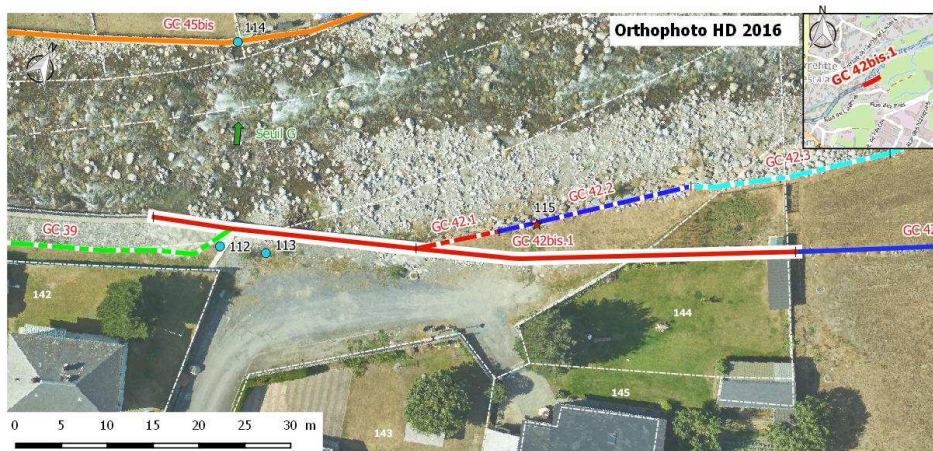 GC 45bis
114
Orthophoto HD 2016
N
N
GC 42bis.1
Seuil G
GC 42.3
GC 42.2
115
GC 42.1
GC 42bis.1
GC 39
112
113
GC 42
142
144
145
143
0 5 10 15 20 25 30 m